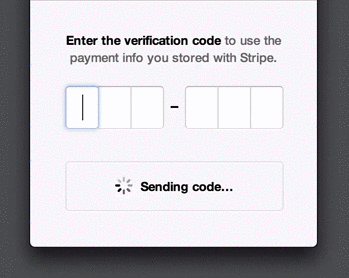 Enter the verification code to use the
payment info you stored with Stripe.
–
Sending code...